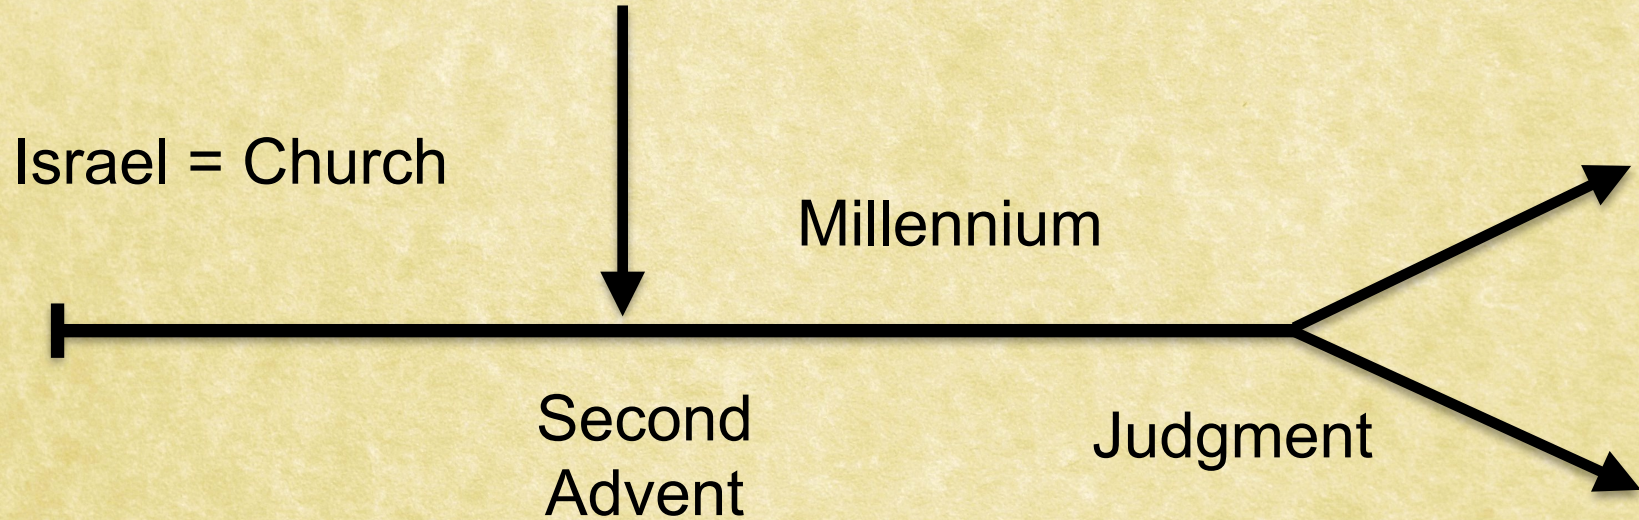 Israel = Church
Millennium
Second
Advent
Judgment